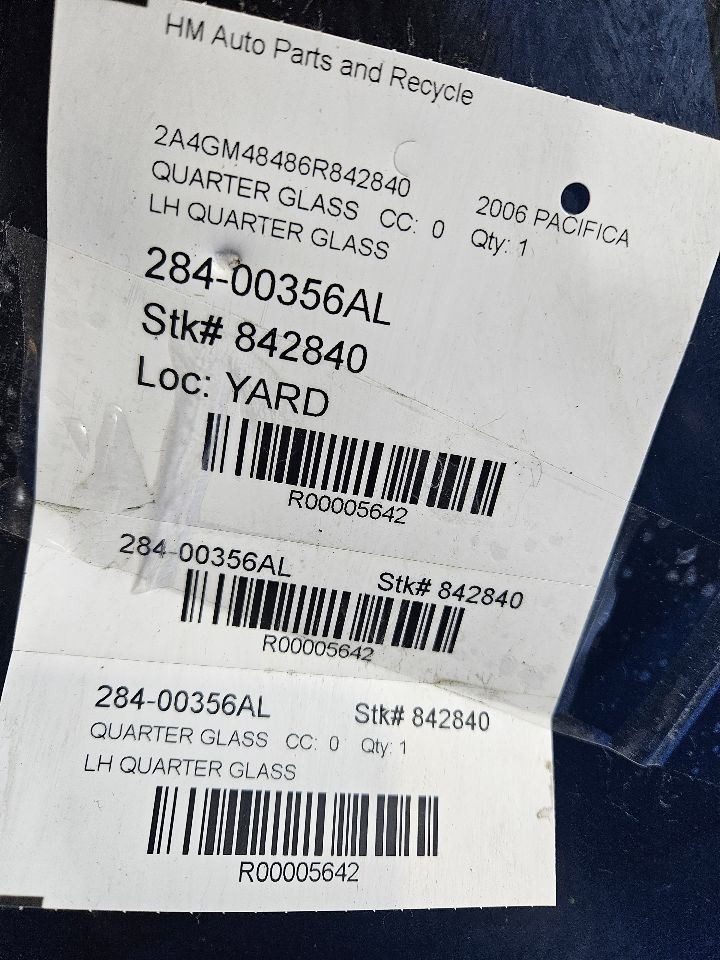 HM Auto Parts and Recycle
2A4GM48486R842840
2006 PACIFICA
QUARTER GLASS CC: 0 Qty: 1
LH QUARTER GLASS
284-00356AL
Stk# 842840
Loc: YARD
R00005642
284-00356AL Stk# 842840
R00005642
284-00356AL Stk# 842840
QUARTER GLASS CC: 0 Qty: 1
LH QUARTER GLASS
R00005642